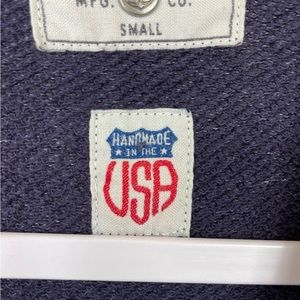 MFG. CO.
SMALL
HANDMADE
IN THE
USA